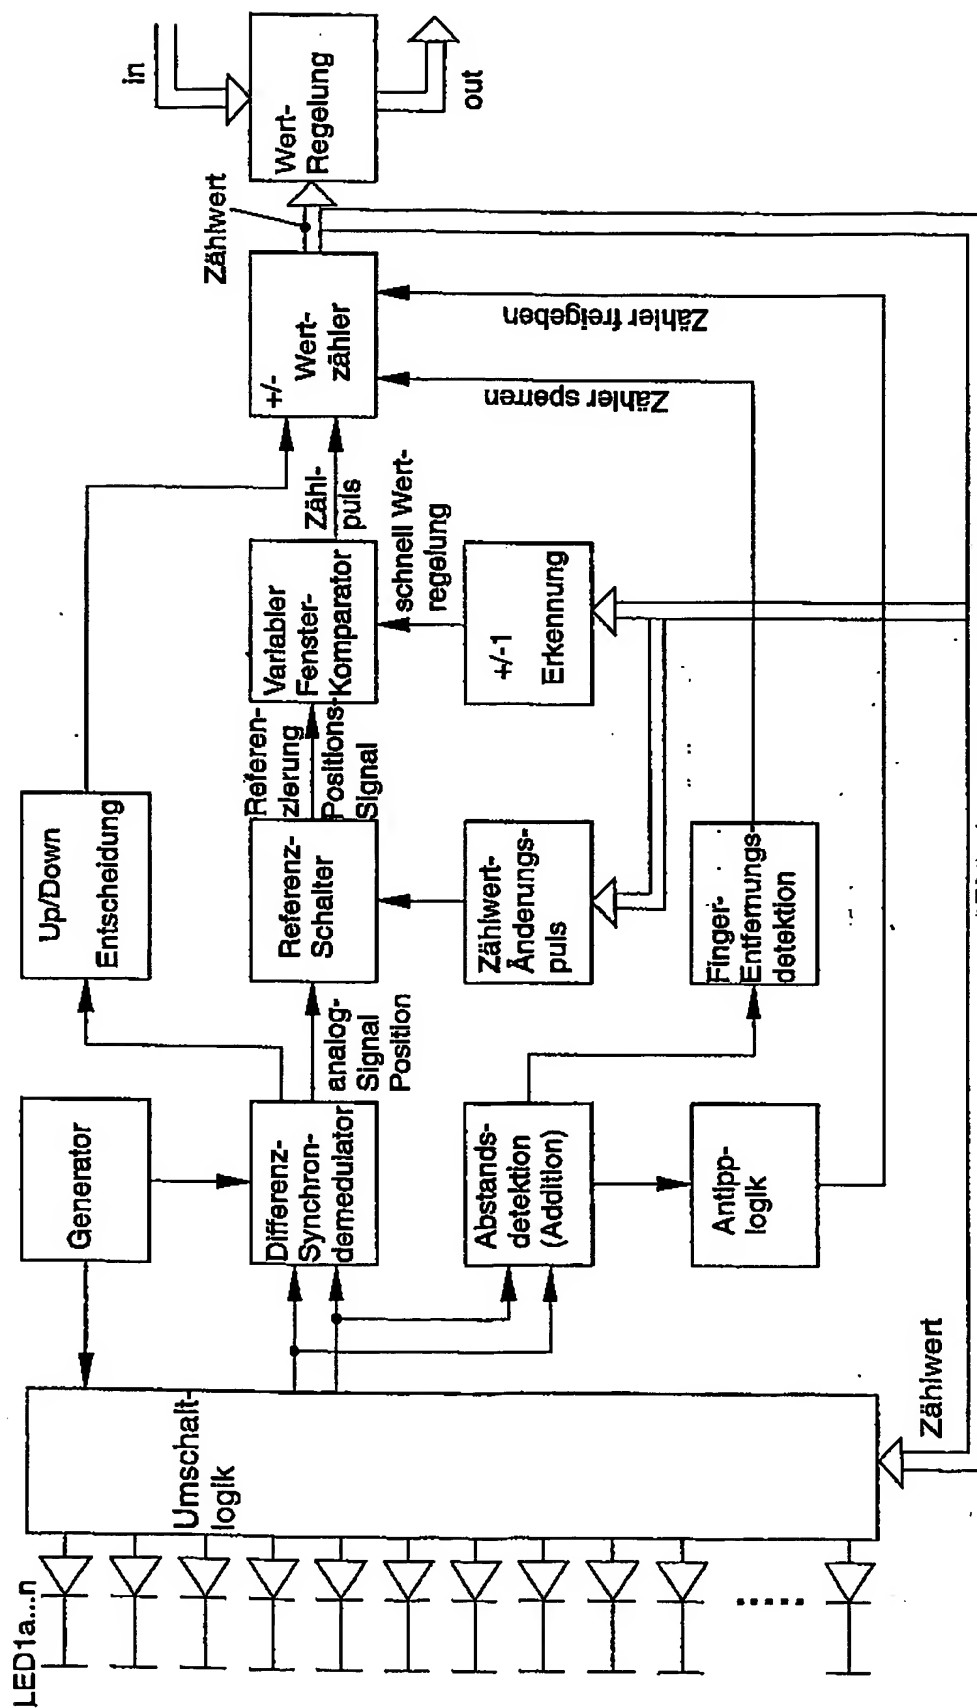 LED1a...n
Umschalt-
logik
Zählwert
Generator
Differenz-
Synchron-
demedulator
Abstands-
detektion
(Addition)
Antipp-
logik
analog-
Signal
Position
Up/Down
Entscheidung
Referenz-
Schalter
Zählwert-
Änderungs-
puls
Finger-
Entfernungs-
detektion
Referen-
zierung
Positions-
Signal
Variabler
Fenster-
Komparator
schnell Wert-
regelung
+/-1
Erkennung
Zähl-
puls
+/-
Wert-
zähler
Zähler sperren
Zähler freigeben
Zählwert
Wert-
Regelung
in
out